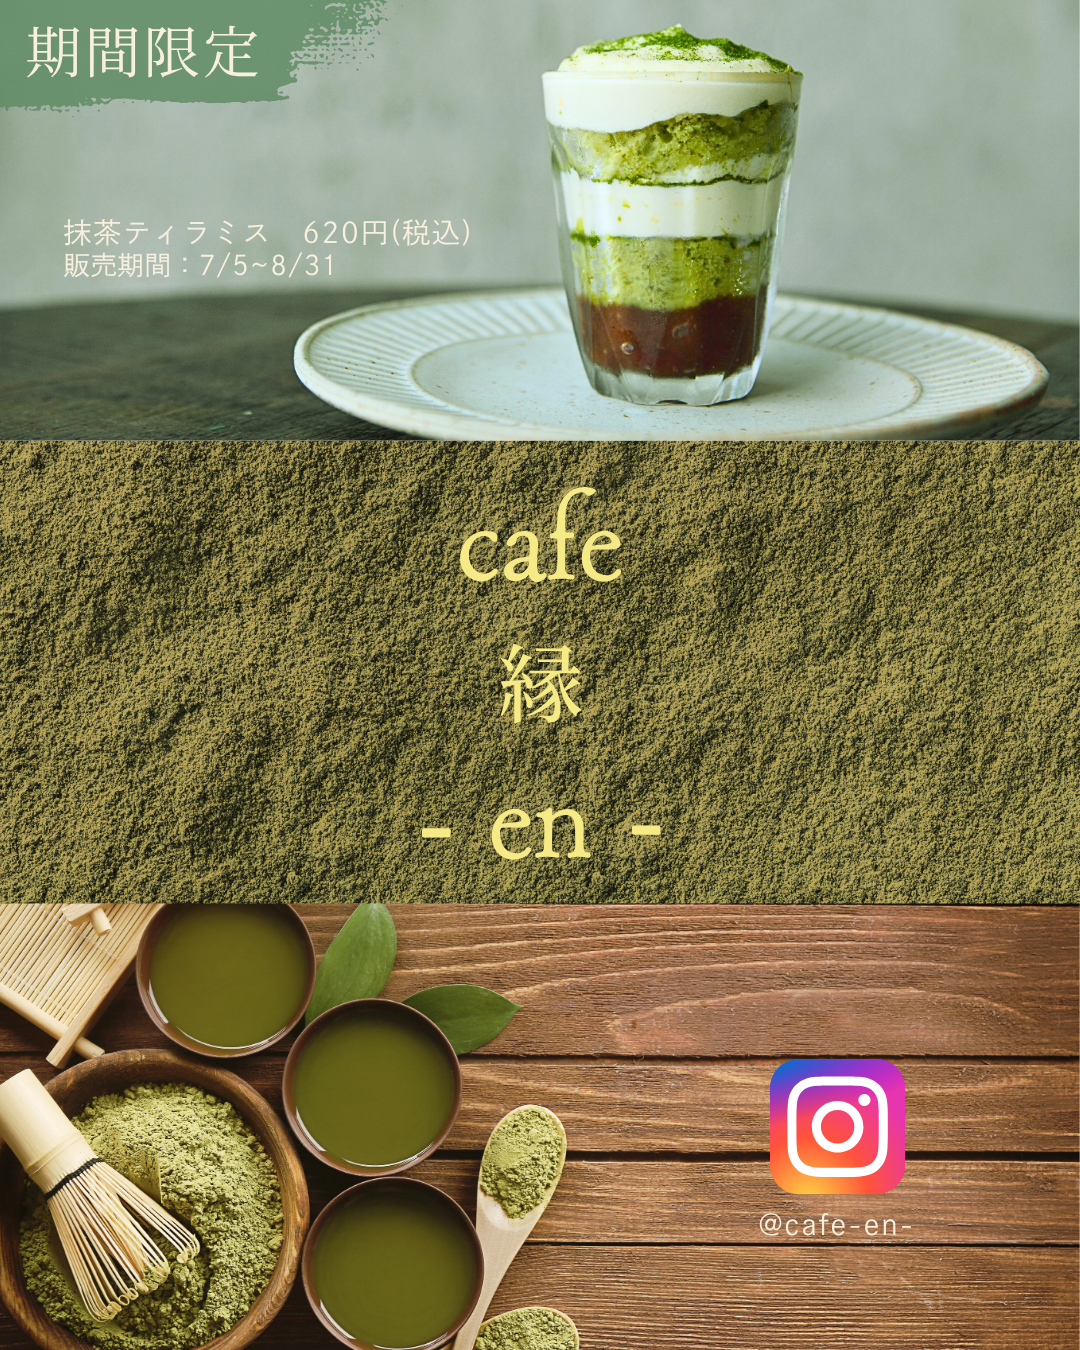 期間限定
抹茶ティラミス　620円(税込)
販売期間：7/5~8/31
cafe
縁
- en -
@cafe-en-